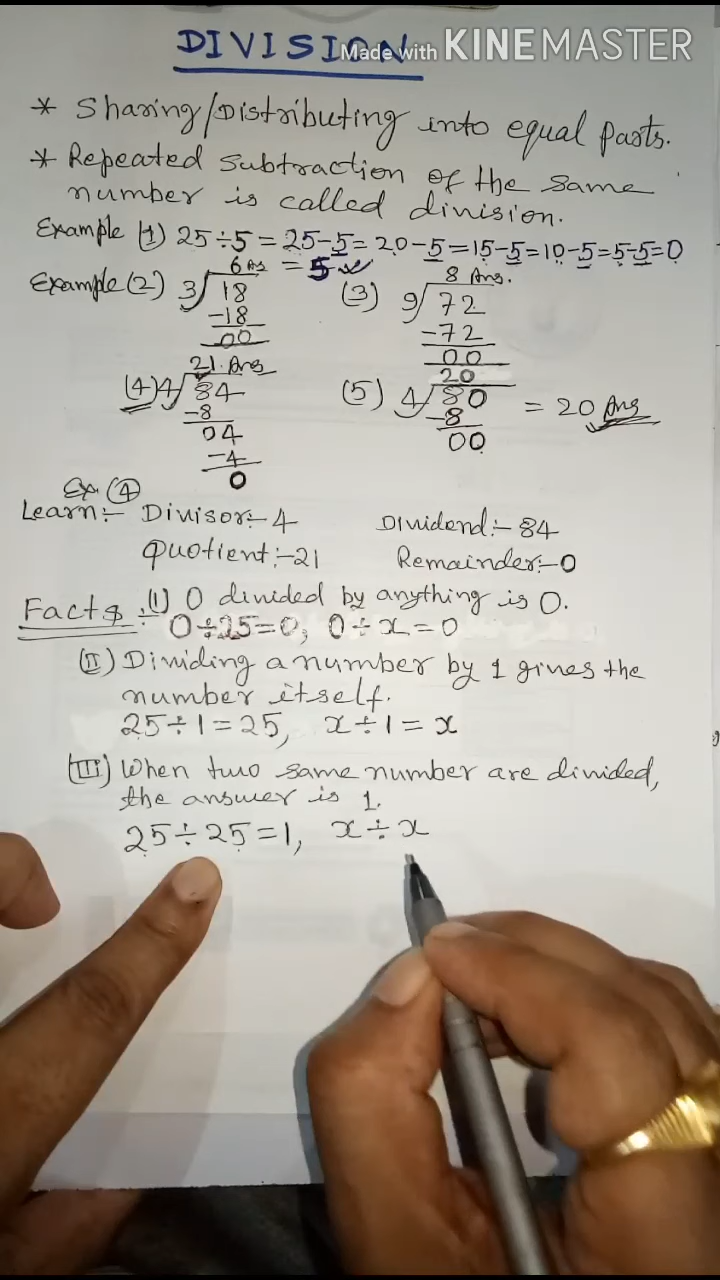 DIVISION
Made with KINEMASTER
* Sharing/Distributing into equal parts.
* Repeated subtraction of the same
number is called division.
Example (1) 25÷5 = 25-5 = 20-5 = 15-5 = 10-5 = 5-5 = 0
= 5
Example (2) 3 18 6 Ans
-18
00
(3) 9 72 8 Ans.
-72
00
(4) 4 84 21. Ans
-8
04
-4
0
(5) 4 80 20 = 20 Ans
-8
00
Ex. (4)
Learn:- Divisor:- 4 Dividend:- 84
Quotient:- 21 Remainder:- 0
Facts :- (I) 0 divided by anything is 0.
0÷25=0, 0÷x=0
(II) Dividing a number by 1 gives the
number itself.
25÷1=25, x÷1=x
(III) When two same number are divided,
the answer is 1.
25÷25=1, x÷x